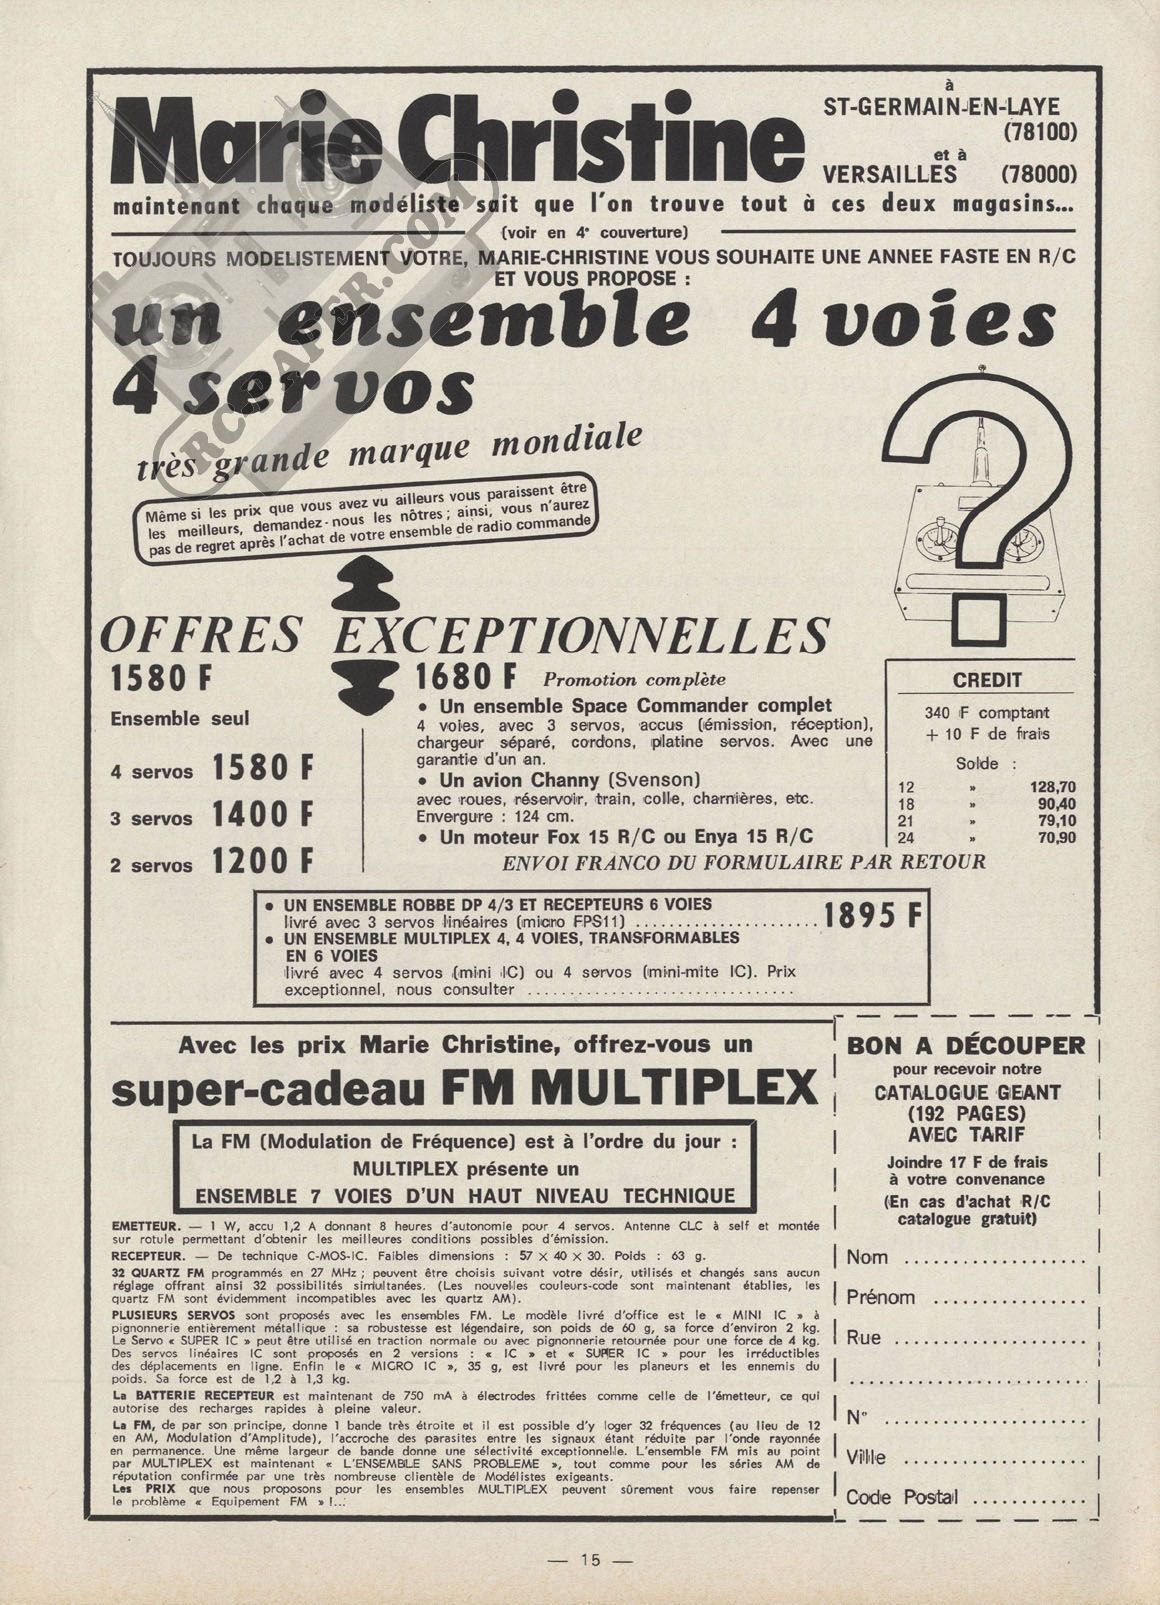 Marie Christine
à
ST-GERMAIN-EN-LAYE
(78100)
et à
VERSAILLES (78000)
maintenant chaque modéliste sait que l'on trouve tout à ces deux magasins...
(voir en 4e couverture)
TOUJOURS MODELISTEMENT VOTRE, MARIE-CHRISTINE VOUS SOUHAITE UNE ANNEE FASTE EN R/C
ET VOUS PROPOSE :
un ensemble 4 voies
4 servos
très grande marque mondiale
Même si les prix que vous avez vu ailleurs vous paraissent être
les meilleurs, demandez-nous les nôtres ; ainsi, vous n'aurez
pas de regret après l'achat de votre ensemble de radio commande
?
RCPAPER.COM
OFFRES EXCEPTIONNELLES
1580 F
Ensemble seul
4 servos 1580 F
3 servos 1400 F
2 servos 1200 F
1680 F Promotion complète
• Un ensemble Space Commander complet
4 voies, avec 3 servos, accus (émission, réception),
chargeur séparé, cordons, platine servos. Avec une
garantie d'un an.
• Un avion Channy (Svenson)
avec roues, réservoir, train, colle, charnières, etc.
Envergure : 124 cm.
• Un moteur Fox 15 R/C ou Enya 15 R/C
CREDIT
340 F comptant
+ 10 F de frais
Solde :
12 » 128,70
18 » 90,40
21 » 79,10
24 » 70,90
ENVOI FRANCO DU FORMULAIRE PAR RETOUR
• UN ENSEMBLE ROBBE DP 4/3 ET RECEPTEURS 6 VOIES
livré avec 3 servos linéaires (micro FPS11) ...................... 1895 F
• UN ENSEMBLE MULTIPLEX 4, 4 VOIES, TRANSFORMABLES
EN 6 VOIES
livré avec 4 servos (mini IC) ou 4 servos (mini-mite IC). Prix
exceptionnel, nous consulter ................................
Avec les prix Marie Christine, offrez-vous un
super-cadeau FM MULTIPLEX
La FM (Modulation de Fréquence) est à l'ordre du jour :
MULTIPLEX présente un
ENSEMBLE 7 VOIES D'UN HAUT NIVEAU TECHNIQUE
EMETTEUR. — 1 W, accu 1,2 A donnant 8 heures d'autonomie pour 4 servos. Antenne CLC à self et montée
sur rotule permettant d'obtenir les meilleures conditions possibles d'émission.
RECEPTEUR. — De technique C-MOS-IC. Faibles dimensions : 57 X 40 X 30. Poids : 63 g.
32 QUARTZ FM programmés en 27 MHz ; peuvent être choisis suivant votre désir, utilisés et changés sans aucun
réglage offrant ainsi 32 possibilités simultanées. (Les nouvelles couleurs-code sont maintenant établies, les
quartz FM sont évidemment incompatibles avec les quartz AM).
PLUSIEURS SERVOS sont proposés avec les ensembles FM. Le modèle livré d'office est le « MINI IC » à
pignonnerie entièrement métallique : sa robustesse est légendaire, son poids de 60 g, sa force d'environ 2 kg.
Le Servo « SUPER IC » peut être utilisé en traction normale ou avec pignonnerie retournée pour une force de 4 kg.
Des servos linéaires IC sont proposés en 2 versions : « IC » et « SUPER IC » pour les irréductibles
des déplacements en ligne. Enfin le « MICRO IC », 35 g, est livré pour les planeurs et les ennemis du
poids. Sa force est de 1,2 à 1,3 kg.
La BATTERIE RECEPTEUR est maintenant de 750 mA à électrodes frittées comme celle de l'émetteur, ce qui
autorise des recharges rapides à pleine valeur.
La FM, de par son principe, donne 1 bande très étroite et il est possible d'y loger 32 fréquences (au lieu de 12
en AM, Modulation d'Amplitude), l'accroche des parasites entre les signaux étant réduite par l'onde rayonnée
en permanence. Une même largeur de bande donne une sélectivité exceptionnelle. L'ensemble FM mis au point
par MULTIPLEX est maintenant « L'ENSEMBLE SANS PROBLEME », tout comme pour les séries AM de
réputation confirmée par une très nombreuse clientèle de Modélistes exigeants.
Les PRIX que nous proposons pour les ensembles MULTIPLEX peuvent sûrement vous faire repenser
le problème « Equipement FM » !...
BON A DÉCOUPER
pour recevoir notre
CATALOGUE GEANT
(192 PAGES)
AVEC TARIF
Joindre 17 F de frais
à votre convenance
(En cas d'achat R/C
catalogue gratuit)
Nom ..................
Prénom ...............
Rue ...................
........................
N° ....................
Ville ..................
Code Postal ............
— 15 —